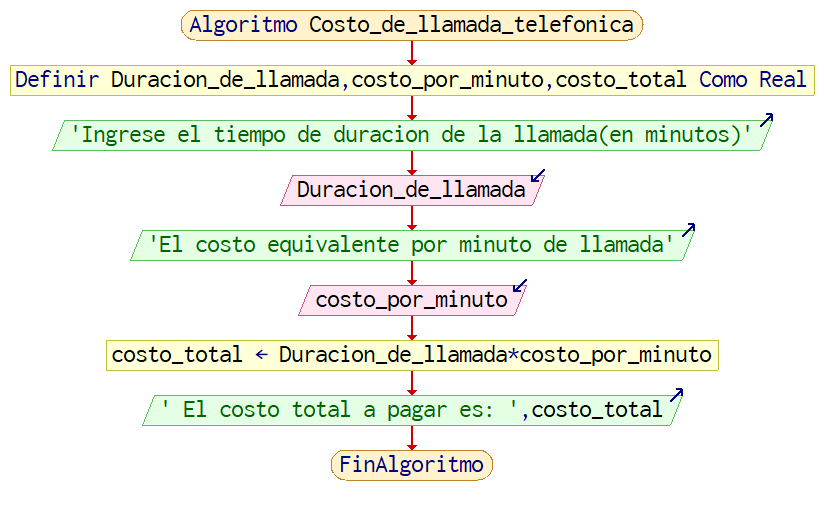 Algoritmo Costo_de_llamada_telefonica
Definir Duracion_de_llamada,costo_por_minuto,costo_total Como Real
'Ingrese el tiempo de duracion de la llamada(en minutos)'
Duracion_de_llamada
'El costo equivalente por minuto de llamada'
costo_por_minuto
costo_total ← Duracion_de_llamada*costo_por_minuto
' El costo total a pagar es: ',costo_total
FinAlgoritmo